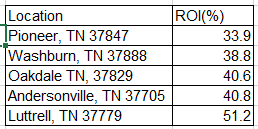 Location ROI(%)
Pioneer, TN 37847 33.9
Washburn, TN 37888 38.8
Oakdale TN, 37829 40.6
Andersonville, TN 37705 40.8
Luttrell, TN 37779 51.2